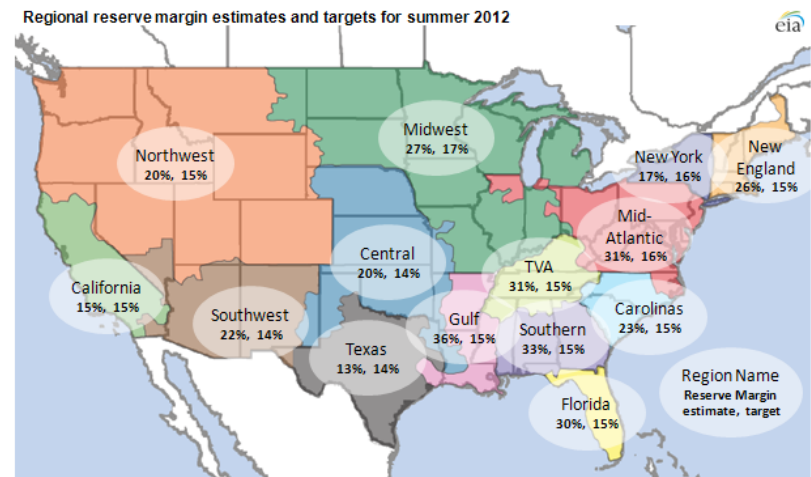 Regional reserve margin estimates and targets for summer 2012
eia
Northwest
20%, 15%
Midwest
27%, 17%
New York
17%, 16%
New
England
26%, 15%
Mid-
Atlantic
31%, 16%
Central
20%, 14%
TVA
31%, 15%
California
15%, 15%
Southwest
22%, 14%
Gulf
36%, 15%
Southern
33%, 15%
Carolinas
23%, 15%
Texas
13%, 14%
Florida
30%, 15%
Region Name
Reserve Margin
estimate, target